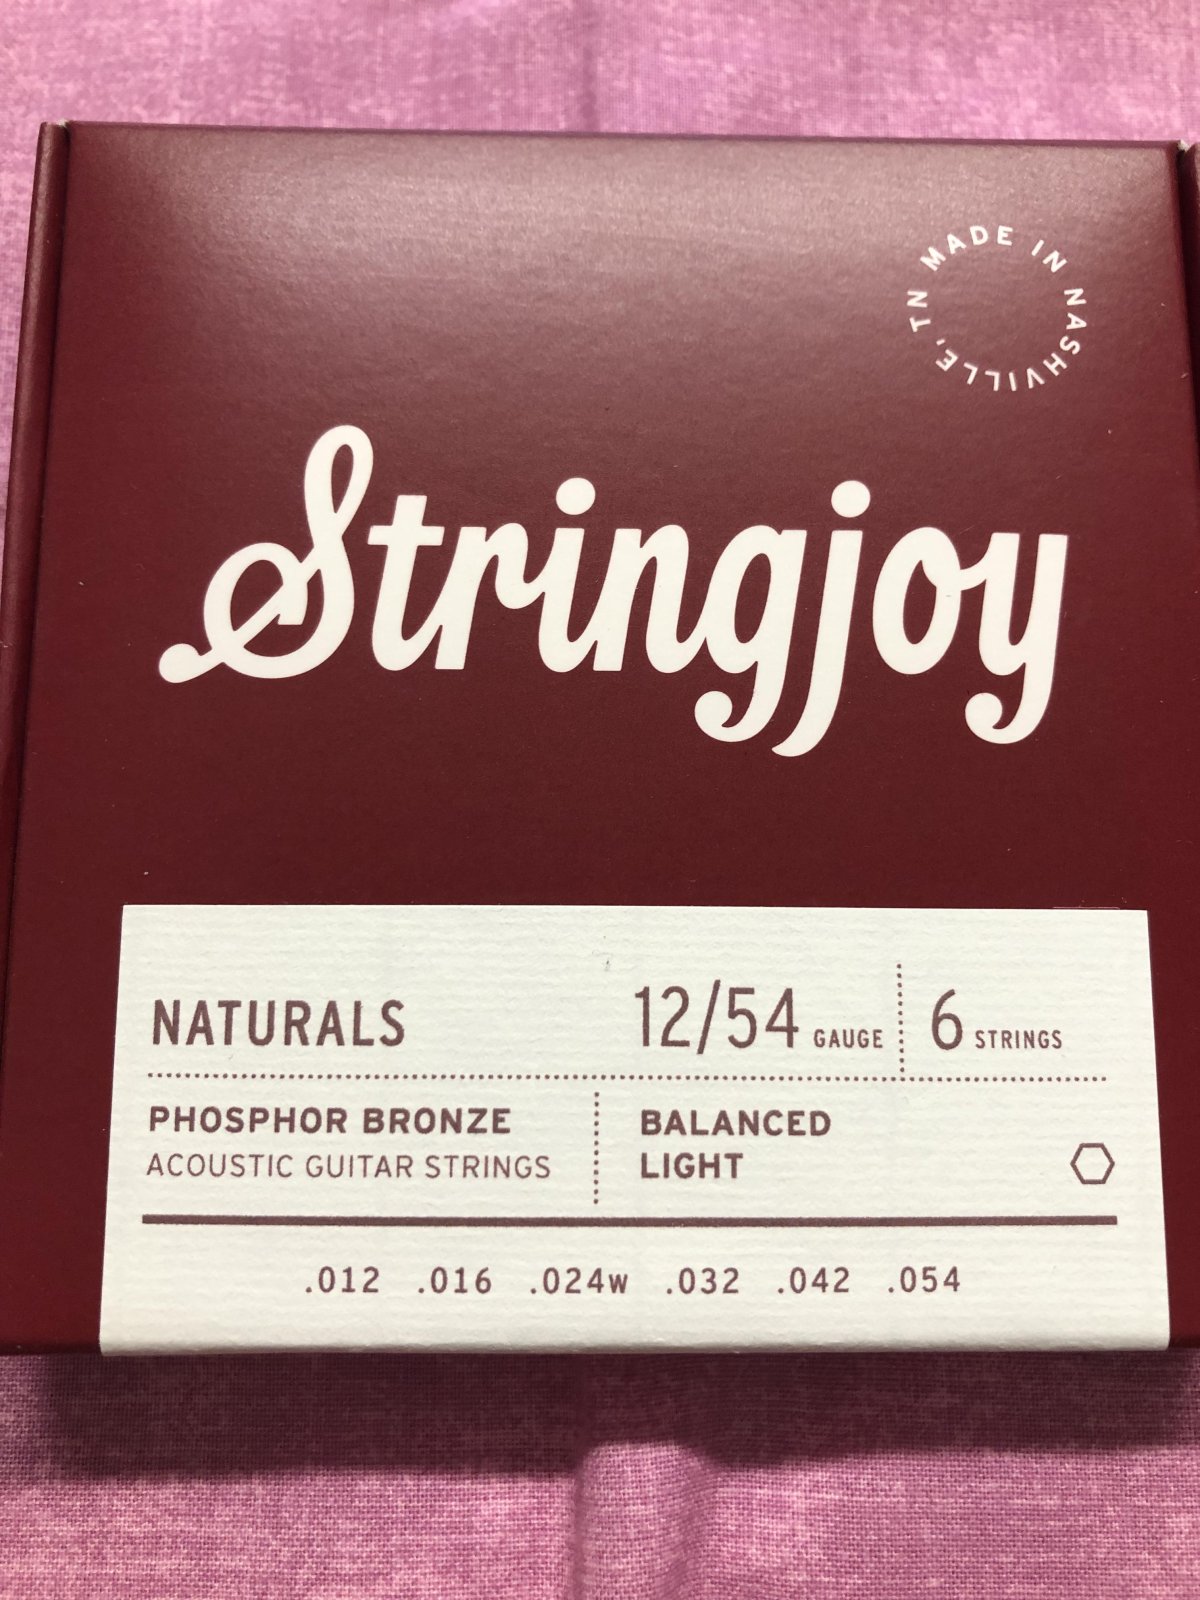 MADE IN NASHVILLE, TN
Stringjoy
NATURALS 12/54 GAUGE 6 STRINGS
PHOSPHOR BRONZE BALANCED
ACOUSTIC GUITAR STRINGS LIGHT
.012 .016 .024w .032 .042 .054